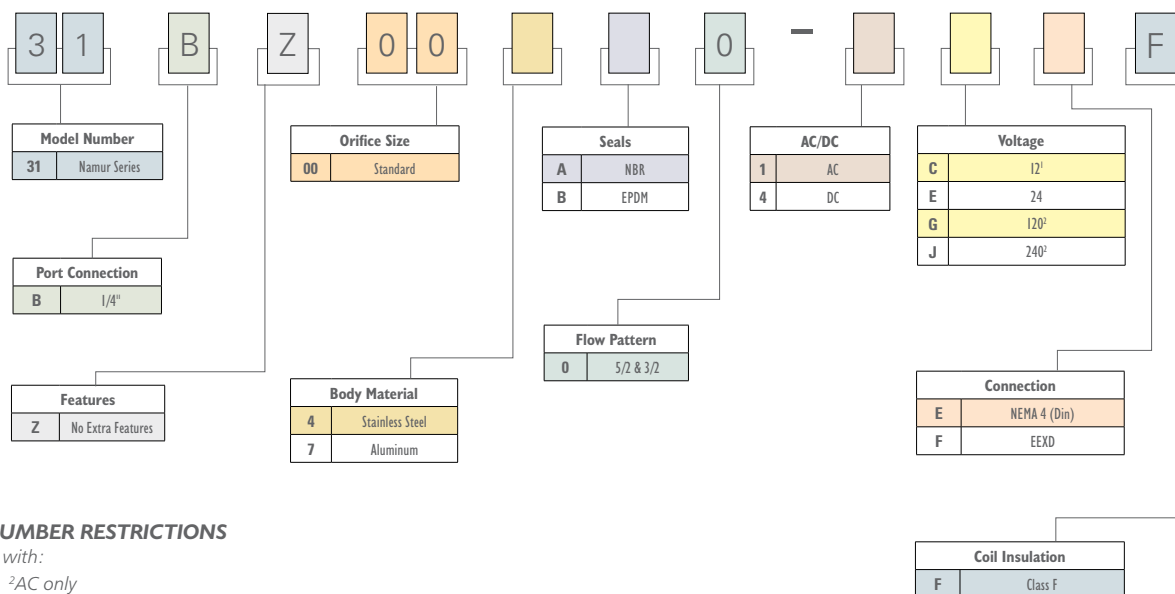 3 1 B Z 0 0 0 – F
Model Number
31 Namur Series
Orifice Size
00 Standard
Seals
A NBR
B EPDM
AC/DC
1 AC
4 DC
Voltage
C 12¹
E 24
G 120²
J 240²
Port Connection
B 1/4"
Flow Pattern
0 5/2 & 3/2
Features
Z No Extra Features
Body Material
4 Stainless Steel
7 Aluminum
Connection
E NEMA 4 (Din)
F EEXD
UMBER RESTRICTIONS
with:
²AC only
Coil Insulation
F Class F